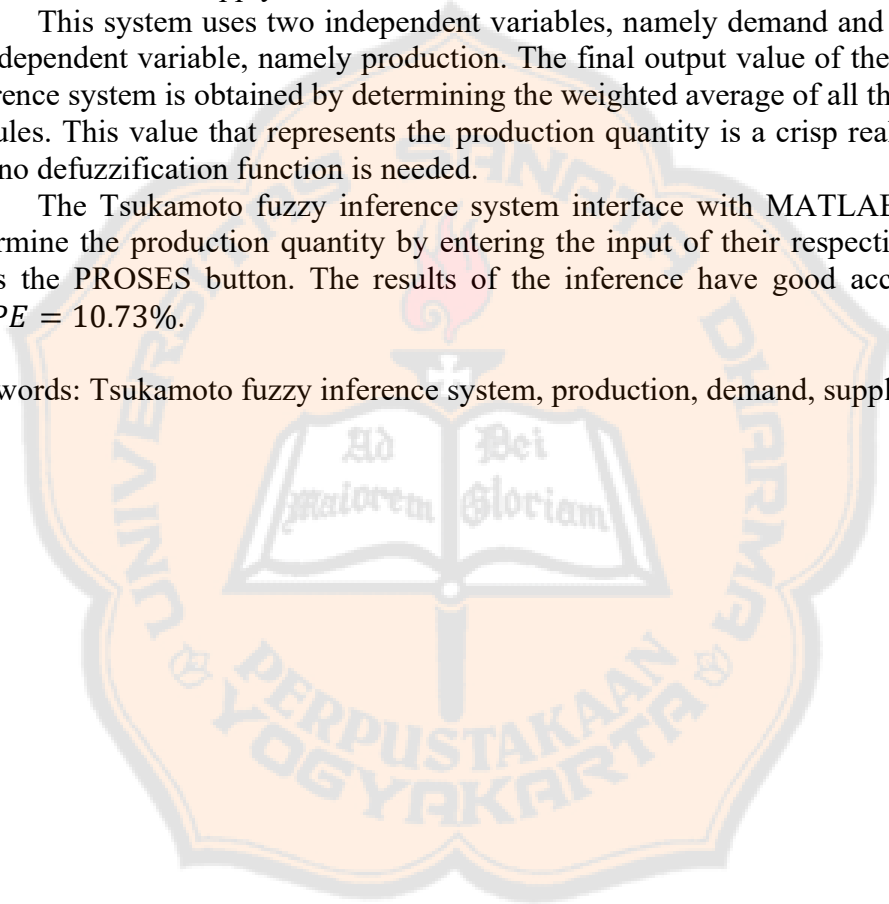 This system uses two independent variables, namely demand and
dependent variable, namely production. The final output value of the
rence system is obtained by determining the weighted average of all th
ules. This value that represents the production quantity is a crisp real
no defuzzification function is needed.
The Tsukamoto fuzzy inference system interface with MATLAB
rmine the production quantity by entering the input of their respecti
s the PROSES button. The results of the inference have good acc
PE = 10.73%.
words: Tsukamoto fuzzy inference system, production, demand, suppl
UNIVERSITAS SANATA DHARMA
Ad Maiorem
Dei Gloriam
PERPUSTAKAAN
YOGYAKARTA